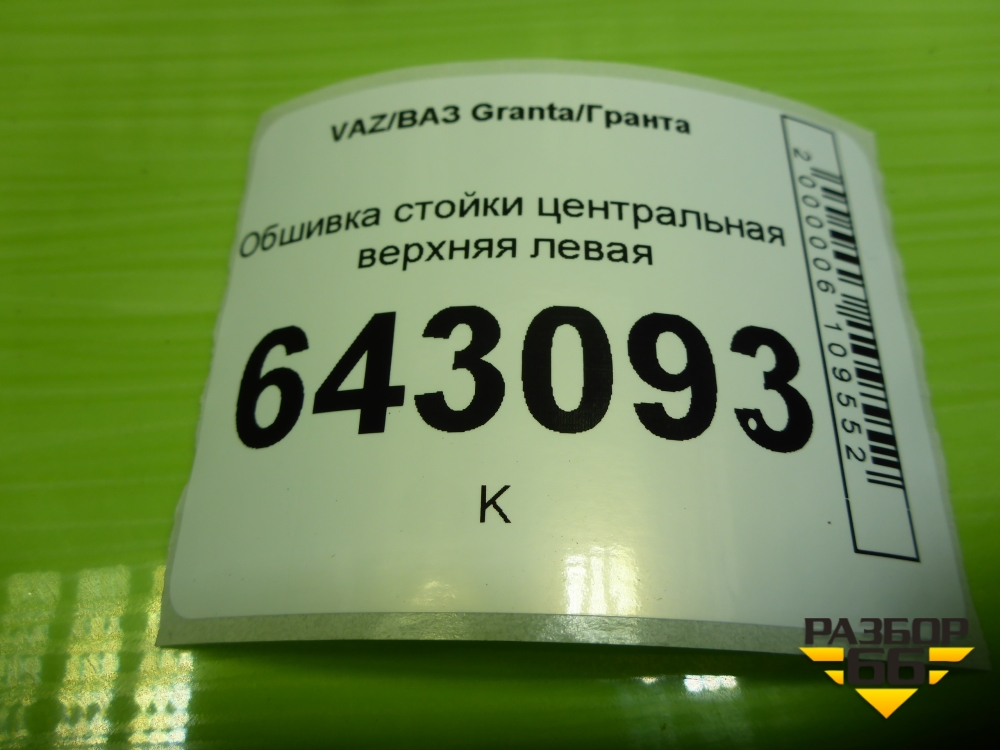 VAZ/ВАЗ Granta/Гранта
Обшивка стойки центральная
верхняя левая
643093
К
2000006109552
РАЗБОР
66